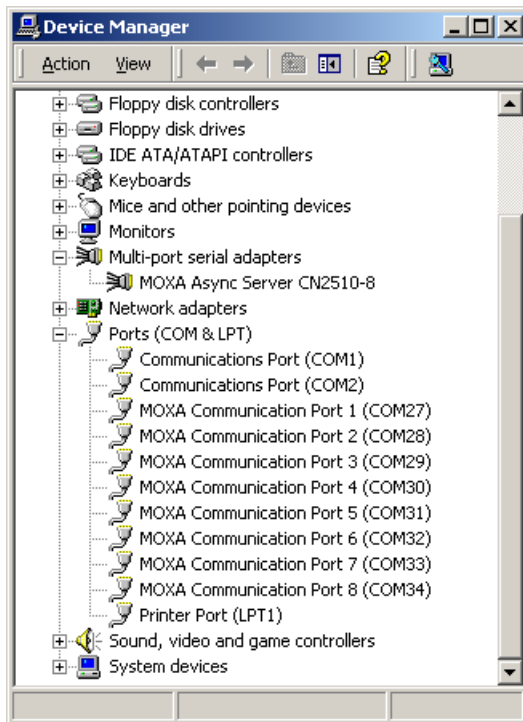 Device Manager
Action View
Floppy disk controllers
Floppy disk drives
IDE ATA/ATAPI controllers
Keyboards
Mice and other pointing devices
Monitors
Multi-port serial adapters
MOXA Async Server CN2510-8
Network adapters
Ports (COM & LPT)
Communications Port (COM1)
Communications Port (COM2)
MOXA Communication Port 1 (COM27)
MOXA Communication Port 2 (COM28)
MOXA Communication Port 3 (COM29)
MOXA Communication Port 4 (COM30)
MOXA Communication Port 5 (COM31)
MOXA Communication Port 6 (COM32)
MOXA Communication Port 7 (COM33)
MOXA Communication Port 8 (COM34)
Printer Port (LPT1)
Sound, video and game controllers
System devices